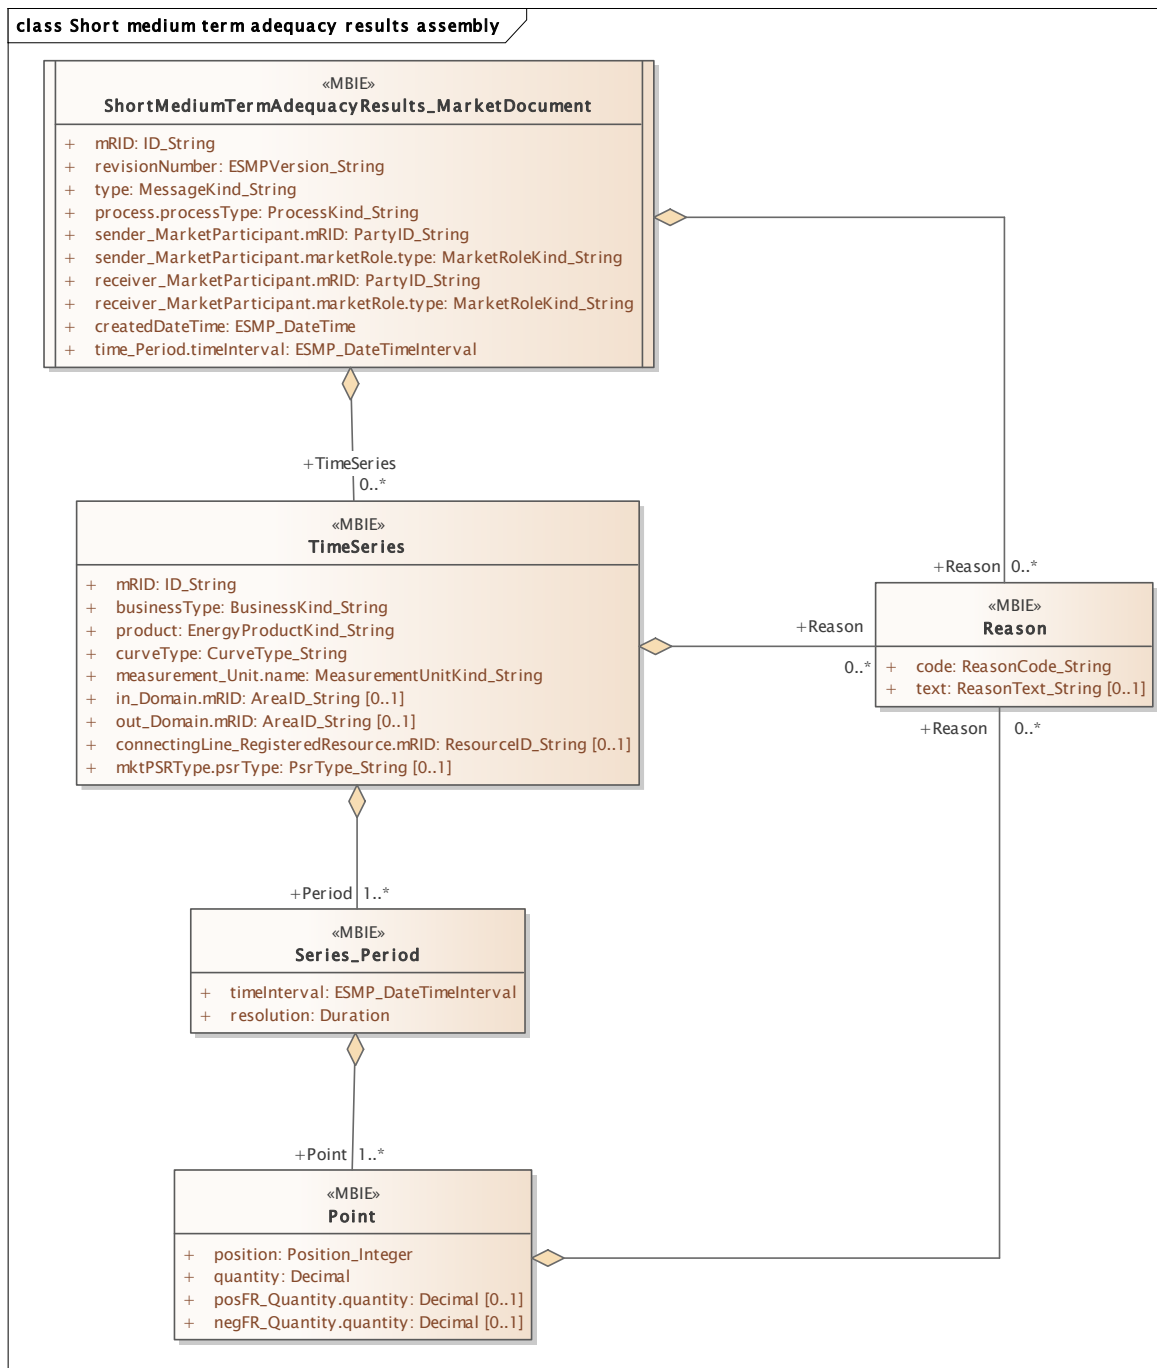 class Short medium term adequacy results assembly
«MBIE»
ShortMediumTermAdequacyResults_MarketDocument
+ mRID: ID_String
+ revisionNumber: ESMPVersion_String
+ type: MessageKind_String
+ process.processType: ProcessKind_String
+ sender_MarketParticipant.mRID: PartyID_String
+ sender_MarketParticipant.marketRole.type: MarketRoleKind_String
+ receiver_MarketParticipant.mRID: PartyID_String
+ receiver_MarketParticipant.marketRole.type: MarketRoleKind_String
+ createdDateTime: ESMP_DateTime
+ time_Period.timeInterval: ESMP_DateTimeInterval
+TimeSeries
0..*
«MBIE»
TimeSeries
+ mRID: ID_String
+ businessType: BusinessKind_String
+ product: EnergyProductKind_String
+ curveType: CurveType_String
+ measurement_Unit.name: MeasurementUnitKind_String
+ in_Domain.mRID: AreaID_String [0..1]
+ out_Domain.mRID: AreaID_String [0..1]
+ connectingLine_RegisteredResource.mRID: ResourceID_String [0..1]
+ mktPSRType.psrType: PsrType_String [0..1]
+Reason 0..*
+Reason
0..*
«MBIE»
Reason
+ code: ReasonCode_String
+ text: ReasonText_String [0..1]
+Reason 0..*
+Period 1..*
«MBIE»
Series_Period
+ timeInterval: ESMP_DateTimeInterval
+ resolution: Duration
+Point 1..*
«MBIE»
Point
+ position: Position_Integer
+ quantity: Decimal
+ posFR_Quantity.quantity: Decimal [0..1]
+ negFR_Quantity.quantity: Decimal [0..1]